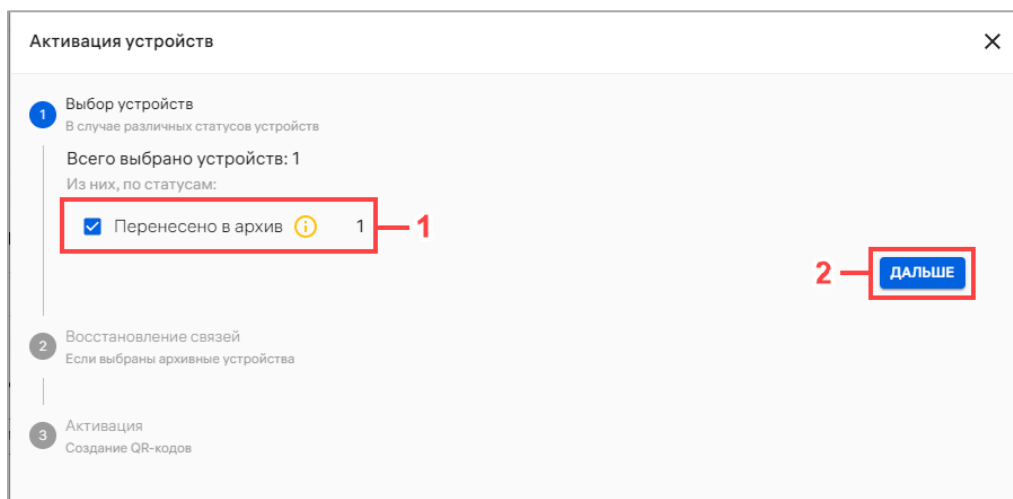 Активация устройств
1
Выбор устройств
В случае различных статусов устройств
Всего выбрано устройств: 1
Из них, по статусам:
Перенесено в архив 1
1
2
ДАЛЬШЕ
2
Восстановление связей
Если выбраны архивные устройства
3
Активация
Создание QR-кодов